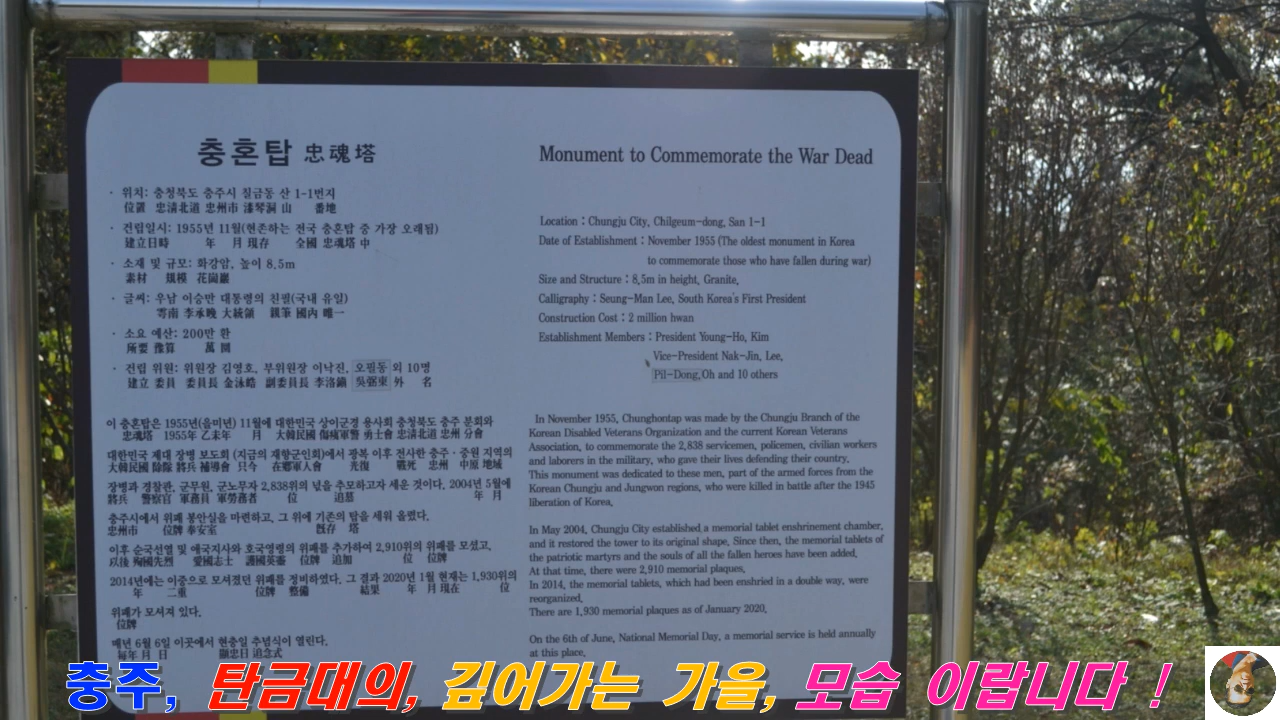 충혼탑 忠魂塔
· 위치: 충청북도 충주시 칠금동 산 1-1번지
位置 忠淸北道 忠州市 漆琴洞 山 番地
· 건립일시: 1955년 11월(현존하는 전국 충혼탑 중 가장 오래됨)
建立日時 年 月 現存 全國 忠魂塔 中
· 소재 및 규모: 화강암, 높이 8.5m
素材 規模 花崗巖
· 글씨: 우남 이승만 대통령의 친필(국내 유일)
李承晩 大統領 親筆 國內 唯一
· 소요 예산: 200만 환
所要 豫算 萬 圜
· 건립 위원: 위원장 김영호, 부위원장 이낙진, 오필동 외 10명
建立 委員 委員長 金泳皓 副委員長 李洛鎭 吳弼東 外 名
이 충혼탑은 1955년(을미년) 11월에 대한민국 상이군경 용사회 충청북도 충주 분회와
忠魂塔 1955年 乙未年 月 大韓民國 傷痍軍警 勇士會 忠淸北道 忠州 分會
대한민국 제대 장병 보도회 (지금의 재향군인회)에서 광복 이후 전사한 충주·중원 지역의
大韓民國 除隊 將兵 補導會 只今 在鄕軍人會 光復 戰死 忠州 中原 地域
장병과 경찰관, 군무원, 군노무자 2,838위의 넋을 추모하고자 세운 것이다. 2004년 5월에
將兵 警察官 軍務員 軍勞務者 位 追慕 年 月
충주시에서 위패 봉안실을 마련하고, 그 위에 기존의 탑을 세워 올렸다.
忠州市 位牌 奉安室 旣存 塔
이후 순국선열 및 애국지사와 호국영령의 위패를 추가하여 2,910위의 위패를 모셨고,
以後 殉國先烈 愛國志士 護國英靈 位牌 追加 位 位牌
2014년에는 이중으로 모셔졌던 위패를 정비하였다. 그 결과 2020년 1월 현재는 1,930위의
年 二重 位牌 整備 結果 年 月 現在 位
위패가 모셔져 있다.
位牌
매년 6월 6일 이곳에서 현충일 추념식이 열린다.
每年 月 日 顯忠日 追念式
Monument to Commemorate the War Dead
Location : Chungju City, Chilgeum-dong, San 1-1
Date of Establishment : November 1955 (The oldest monument in Korea
to commemorate those who have fallen during war)
Size and Structure : 8.5m in height, Granite,
Calligraphy : Seung-Man Lee, South Korea's First President
Construction Cost : 2 million hwan
Establishment Members : President Young-Ho, Kim
Vice-President Nak-Jin, Lee,
Pil-Dong,Oh and 10 others
In November 1955, Chunghontap was made by the Chungju Branch of the
Korean Disabled Veterans Organization and the current Korean Veterans
Association, to commemorate the 2,838 servicemen, policemen, civilian workers
and laborers in the military, who gave their lives defending their country.
This monument was dedicated to these men, part of the armed forces from the
Korean Chungju and Jungwon regions, who were killed in battle after the 1945
liberation of Korea.
In May 2004, Chungju City established a memorial tablet enshrinement chamber,
and it restored the tower to its original shape. Since then, the memorial tablets of
the patriotic martyrs and the souls of all the fallen heroes have been added.
At that time, there were 2,910 memorial plaques.
In 2014, the memorial tablets, which had been enshried in a double way, were
reorganized.
There are 1,930 memorial plaques as of January 2020.
On the 6th of June, National Memorial Day, a memorial service is held annually
at this place.
충주, 탄금대의, 깊어가는 가을, 모습 이랍니다 !